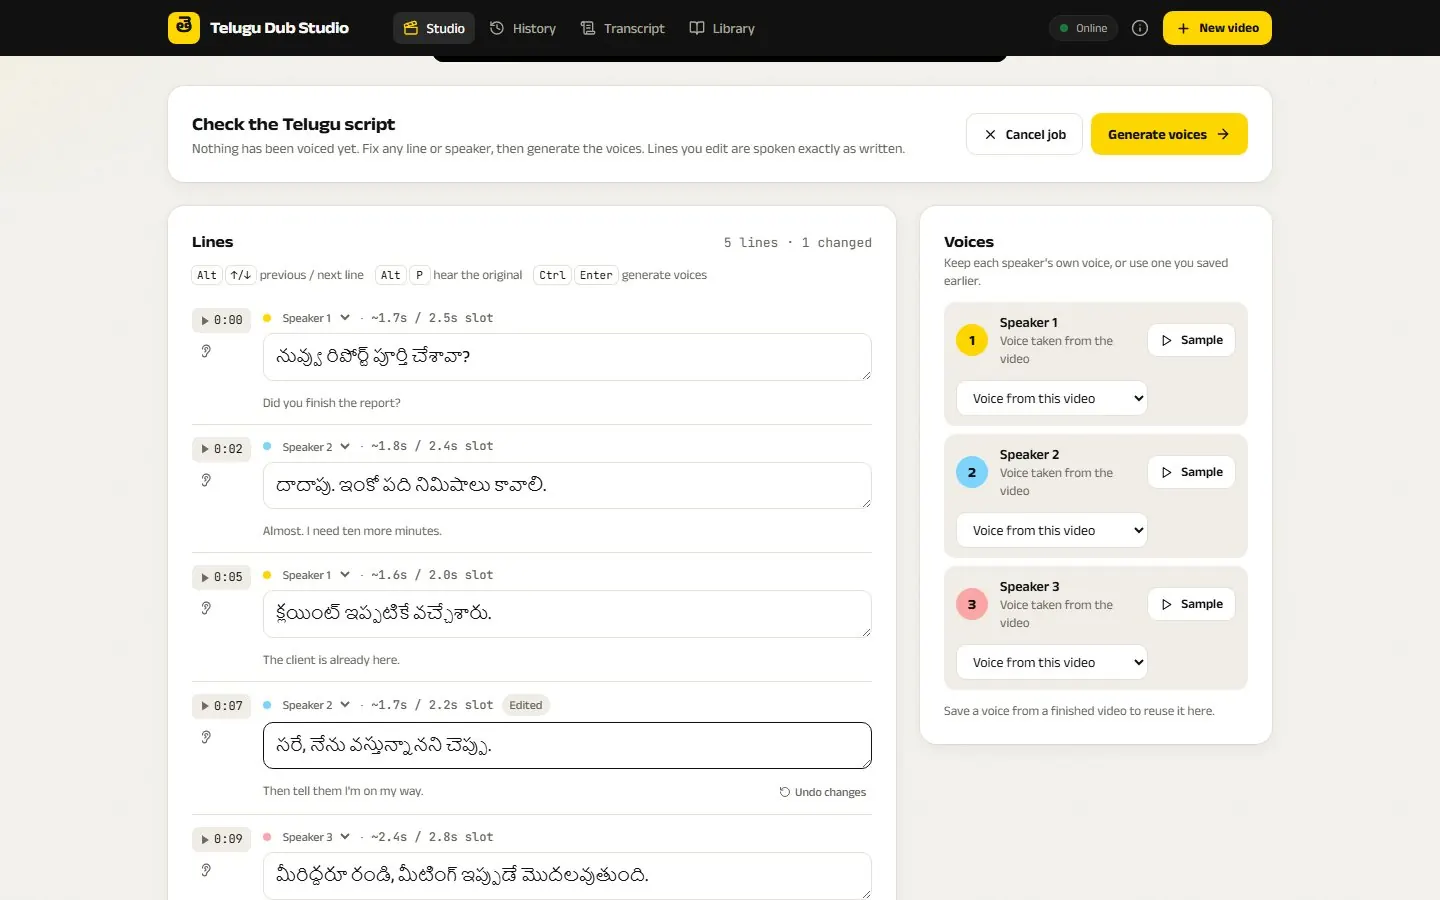 తె Telugu Dub Studio
Studio
History
Transcript
Library
Online
New video
Check the Telugu script
Nothing has been voiced yet. Fix any line or speaker, then generate the voices. Lines you edit are spoken exactly as written.
Cancel job
Generate voices
Lines
5 lines · 1 changed
Alt ↑/↓ previous / next line Alt P hear the original Ctrl Enter generate voices
0:00 Speaker 1 · ~1.7s / 2.5s slot
నువ్వు రిపోర్ట్ పూర్తి చేశావా?
Did you finish the report?
0:02 Speaker 2 · ~1.8s / 2.4s slot
దాదాపు. ఇంకో పది నిమిషాలు కావాలి.
Almost. I need ten more minutes.
0:05 Speaker 1 · ~1.6s / 2.0s slot
క్లయింట్ ఇప్పటికే వచ్చేశారు.
The client is already here.
0:07 Speaker 2 · ~1.7s / 2.2s slot Edited
సరే, నేను వస్తున్నానని చెప్పు.
Then tell them I'm on my way.
Undo changes
0:09 Speaker 3 · ~2.4s / 2.8s slot
మీరిద్దరూ రండి, మీటింగ్ ఇప్పుడే మొదలవుతుంది.
Voices
Keep each speaker's own voice, or use one you saved
earlier.
1
Speaker 1
Voice taken from the
video
Sample
Voice from this video
2
Speaker 2
Voice taken from the
video
Sample
Voice from this video
3
Speaker 3
Voice taken from the
video
Sample
Voice from this video
Save a voice from a finished video to reuse it here.